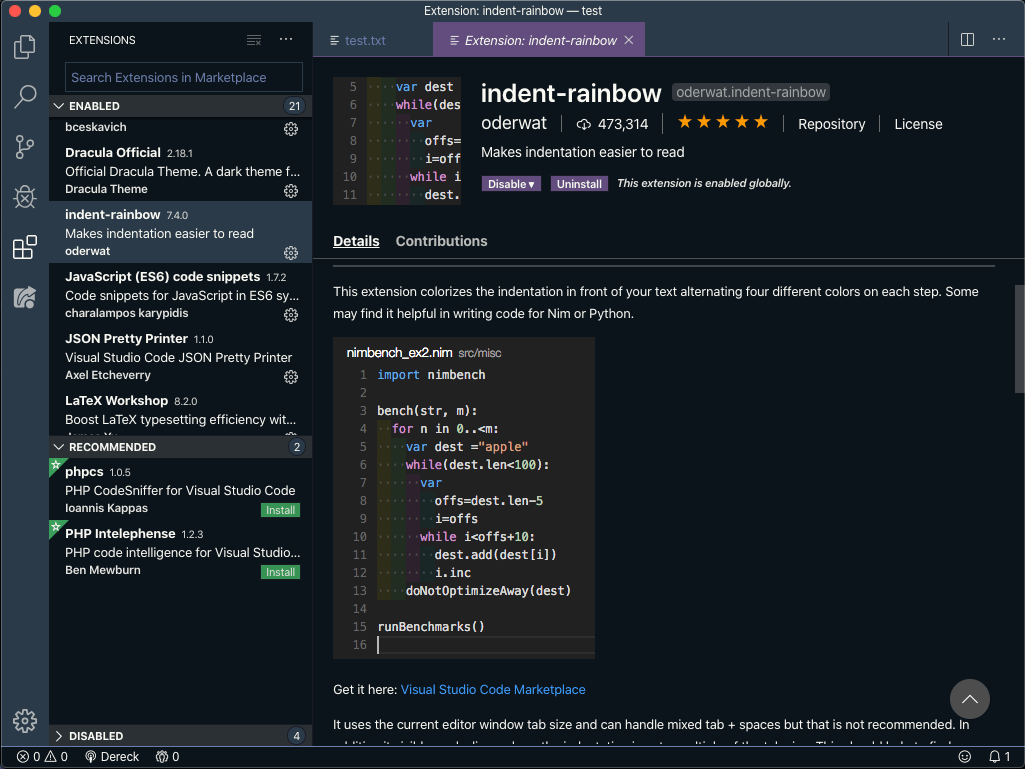 Extension: indent-rainbow — test
EXTENSIONS
Search Extensions in Marketplace
ENABLED 21
bceskavich
Dracula Official 2.18.1
Official Dracula Theme. A dark theme f...
Dracula Theme
indent-rainbow 7.4.0
Makes indentation easier to read
oderwat
JavaScript (ES6) code snippets 1.7.2
Code snippets for JavaScript in ES6 sy...
charalampos karypidis
JSON Pretty Printer 1.1.0
Visual Studio Code JSON Pretty Printer
Axel Etcheverry
LaTeX Workshop 8.2.0
Boost LaTeX typesetting efficiency wit...
RECOMMENDED 2
phpcs 1.0.5
PHP CodeSniffer for Visual Studio Code
Ioannis Kappas
Install
PHP Intelephense 1.2.3
PHP code intelligence for Visual Studio...
Ben Mewburn
Install
DISABLED 4
test.txt
Extension: indent-rainbow
5 var dest
6 while(des
7 var
8 offs=
9 i=off
10 while i
11 dest.
indent-rainbow oderwat.indent-rainbow
oderwat 473,314 ★★★★★ Repository License
Makes indentation easier to read
Disable▾ Uninstall This extension is enabled globally.
Details Contributions
This extension colorizes the indentation in front of your text alternating four different colors on each step. Some
may find it helpful in writing code for Nim or Python.
nimbench_ex2.nim src/misc
1 import nimbench
2
3 bench(str, m):
4 for n in 0..<m:
5 var dest ="apple"
6 while(dest.len<100):
7 var
8 offs=dest.len-5
9 i=offs
10 while i<offs+10:
11 dest.add(dest[i])
12 i.inc
13 doNotOptimizeAway(dest)
14
15 runBenchmarks()
16
Get it here: Visual Studio Code Marketplace
It uses the current editor window tab size and can handle mixed tab + spaces but that is not recommended. In
0 0 Dereck 0 1